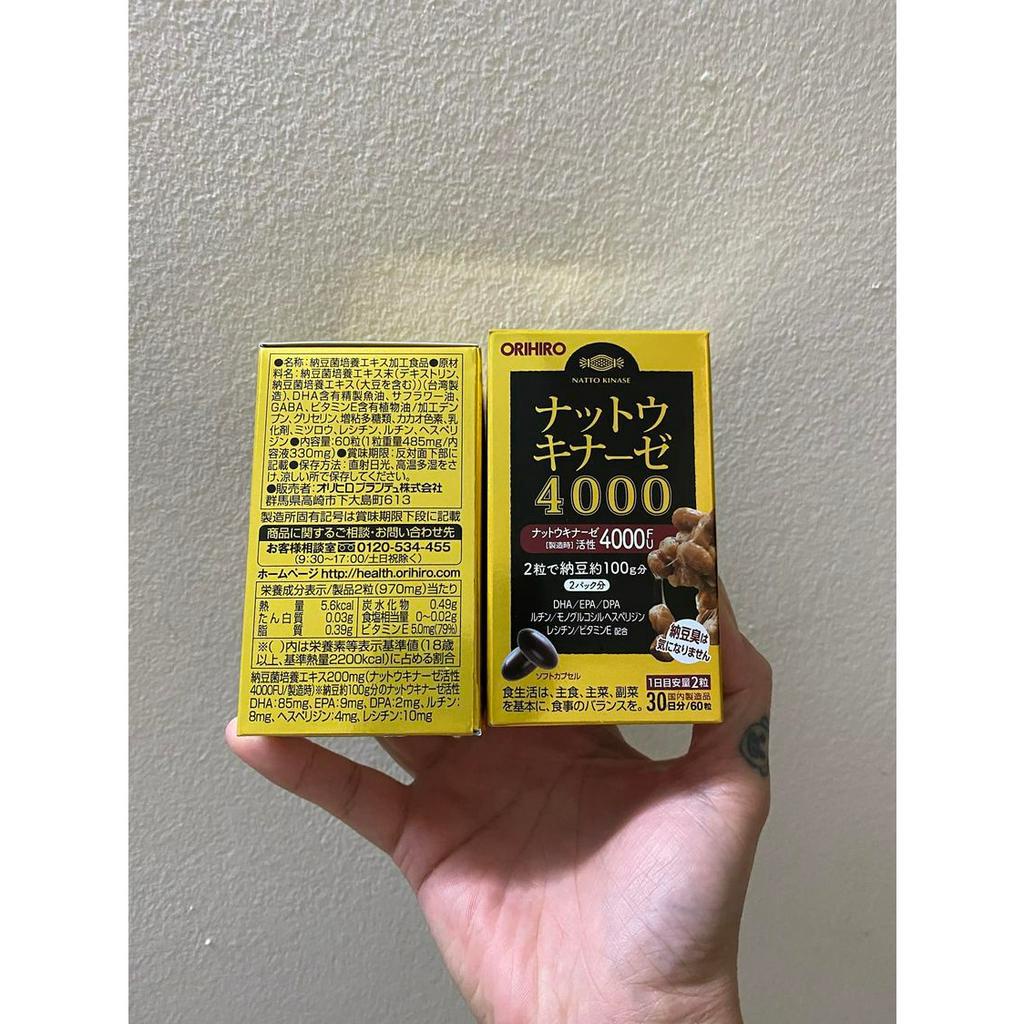 ●名称:納豆菌培養エキス加工食品●原材
料名:納豆菌培養エキス末(デキストリン、
納豆菌培養エキス(大豆を含む))(台湾製
造)、DHA含有精製魚油、サフラワー油、
GABA、ビタミンE含有植物油/加工デン
プン、グリセリン、増粘多糖類、カカオ色素、乳
化剤、ミツロウ、レシチン、ルチン、ヘスペリ
ジン●内容量:60粒(1粒重量485mg/内
容液330mg)●賞味期限:反対面下部に
記載●保存方法:直射日光、高温多湿をさ
け、涼しい所で保存してください。
●販売者:オリヒロプランデュ株式会社
群馬県高崎市下大島町613
製造所固有記号は賞味期限下段に記載
商品に関するご相談・お問い合わせ先
お客様相談室 0120-534-455
(9:30~17:00/土日祝除く)
ホームページ http://health.orihiro.com
栄養成分表示/製品2粒(970mg)当たり
熱量 5.6kcal 炭水化物 0.49g
たん白質 0.03g 食塩相当量 0~0.02g
脂質 0.39g ビタミンE 5.0mg(79%)
※( )内は栄養素等表示基準値(18歳
以上、基準熱量2200kcal)に占める割合
納豆菌培養エキス200mg(ナットウキナーゼ活性
4000FU/製造時)※納豆約100g分のナットウキナーゼ活性
DHA:85mg、EPA:9mg、DPA:2mg、ルチン:
8mg、ヘスペリジン:4mg、レシチン:10mg
ORIHIRO
NATTO KINASE
ナットウ
キナーゼ
4000
ナットウキナーゼ
[製造時]活性 4000FU
2粒で納豆約100g分
2パック分
DHA/EPA/DPA
ルチン/モノグルコシルヘスペリジン
レシチン/ビタミンE 配合
納豆臭は
気になりません
ソフトカプセル
1日目安量2粒
食生活は、主食、主菜、副菜
を基本に、食事のバランスを。
国内製造品
30日分/60粒